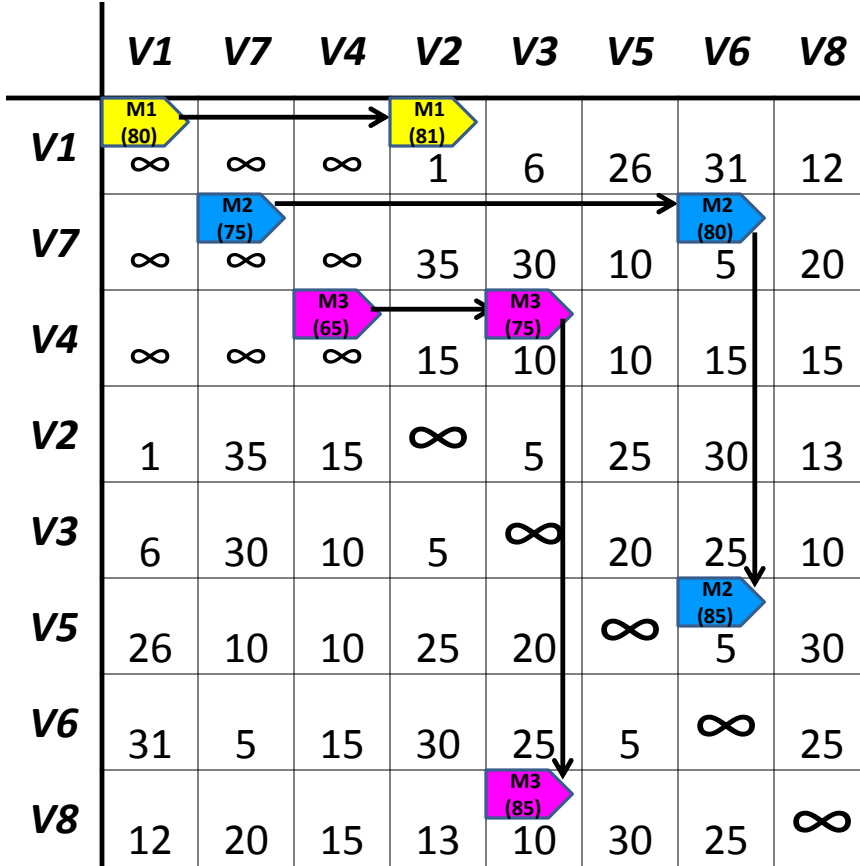 V1 V7 V4 V2 V3 V5 V6 V8
M1 M1
(80) (81)
V1 ∞ ∞ ∞ 1 6 26 31 12
M2 M2
(75) (80)
V7 ∞ ∞ ∞ 35 30 10 5 20
M3 M3
(65) (75)
V4 ∞ ∞ ∞ 15 10 10 15 15
V2 1 35 15 ∞ 5 25 30 13
V3 6 30 10 5 ∞ 20 25 10
M2
(85)
V5 26 10 10 25 20 ∞ 5 30
V6 31 5 15 30 25 5 ∞ 25
M3
(85)
V8 12 20 15 13 10 30 25 ∞